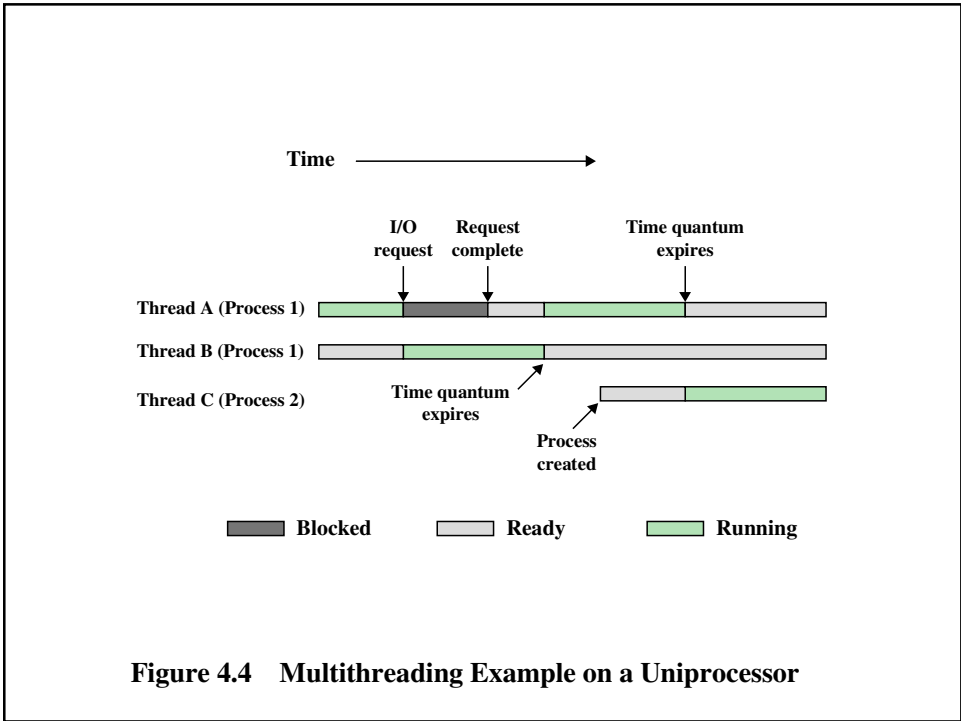 Time
I/O
request
Request
complete
Time quantum
expires
Thread A (Process 1)
Thread B (Process 1)
Thread C (Process 2)
Time quantum
expires
Process
created
Blocked
Ready
Running
Figure 4.4 Multithreading Example on a Uniprocessor